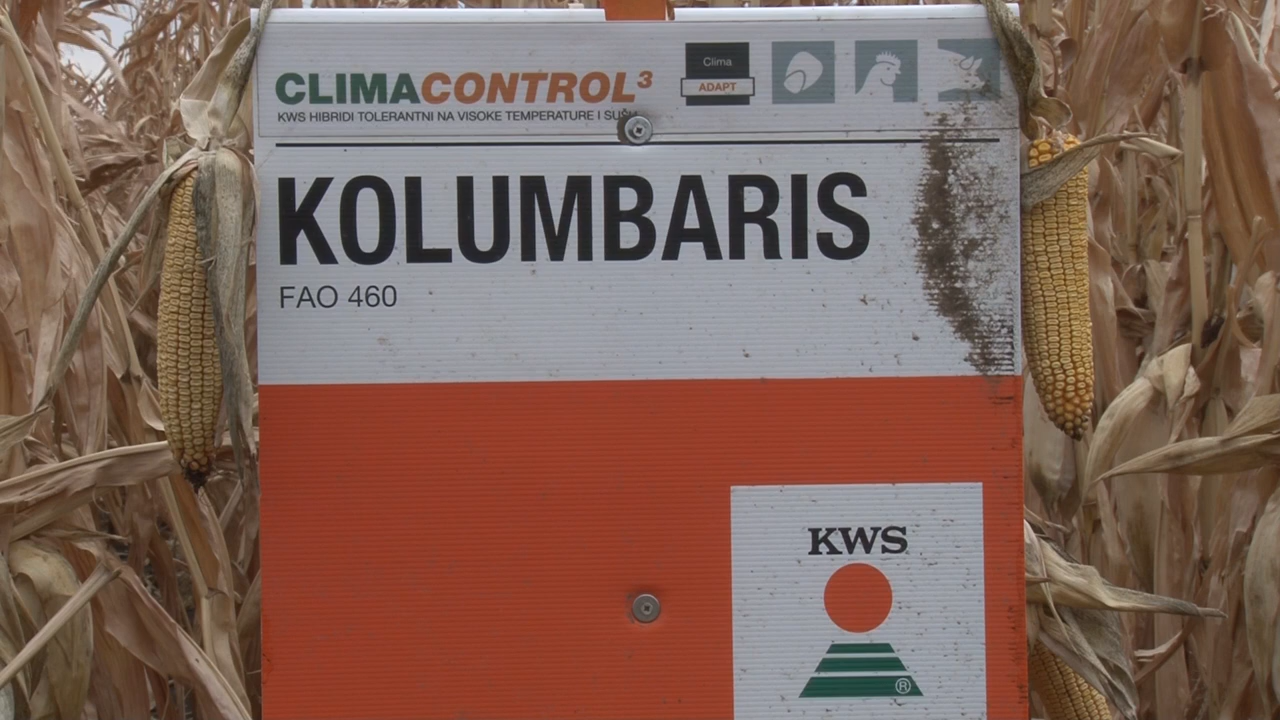 CLIMACONTROL³
Clima
ADAPT
KWS HIBRIDI TOLERANTNI NA VISOKE TEMPERATURE I
KOLUMBARIS
FAO 460
KWS
®